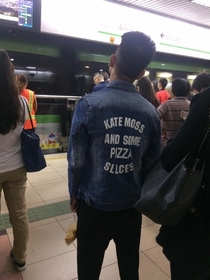 KATE MOSS
AND SOME
PIZZA
SLICES